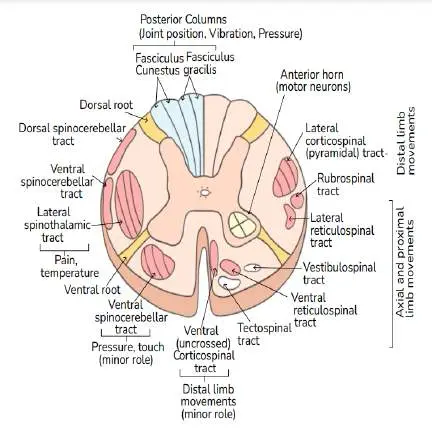 Posterior Columns
(Joint position, Vibration, Pressure)
Fasciculus Fasciculus
Cunestus gracilis
Anterior horn
(motor neurons)
Dorsal root
Dorsal spinocerebellar
tract
Ventral
spinocerebellar
tract
Lateral
spinothalamic
tract
Pain,
temperature
Ventral root
Ventral
spinocerebellar
tract
Pressure, touch
(minor role)
Ventral
(uncrossed)
Corticospinal
tract
Distal limb
movements
(minor role)
Tectospinal
tract
Ventral
reticulospinal
tract
Vestibulospinal
tract
Lateral
reticulospinal
tract
Rubrospinal
tract
Lateral
corticospinal
(pyramidal) tract
Distal limb
movements
Axial and proximal
limb movements